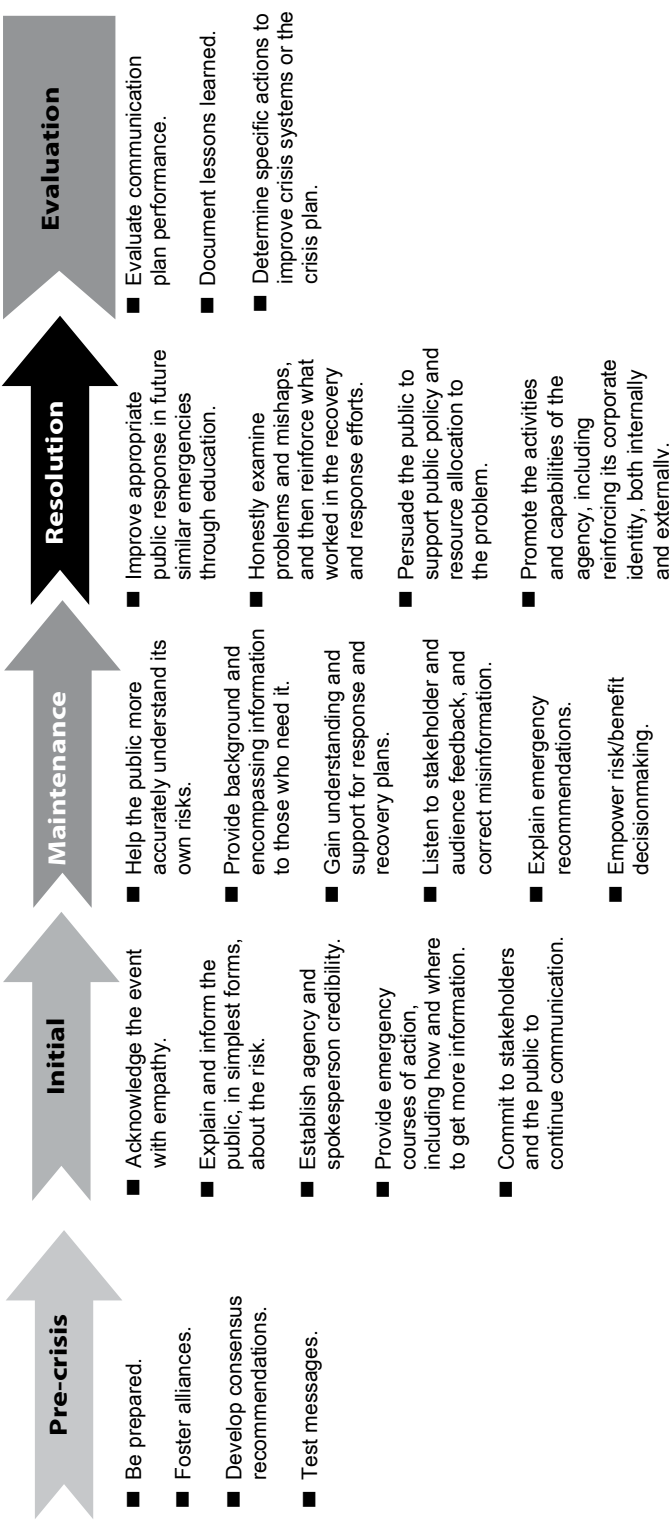 Pre-crisis
■ Be prepared.
■ Foster alliances.
■ Develop consensus
recommendations.
■ Test messages.
Initial
■ Acknowledge the event
with empathy.
■ Explain and inform the
public, in simplest forms,
about the risk.
■ Establish agency and
spokesperson credibility.
■ Provide emergency
courses of action,
including how and where
to get more information.
■ Commit to stakeholders
and the public to
continue communication.
Maintenance
■ Help the public more
accurately understand its
own risks.
■ Provide background and
encompassing information
to those who need it.
■ Gain understanding and
support for response and
recovery plans.
■ Listen to stakeholder and
audience feedback, and
correct misinformation.
■ Explain emergency
recommendations.
■ Empower risk/benefit
decisionmaking.
Resolution
■ Improve appropriate
public response in future
similar emergencies
through education.
■ Honestly examine
problems and mishaps,
and then reinforce what
worked in the recovery
and response efforts.
■ Persuade the public to
support public policy and
resource allocation to
the problem.
■ Promote the activities
and capabilities of the
agency, including
reinforcing its corporate
identity, both internally
and externally.
Evaluation
■ Evaluate communication
plan performance.
■ Document lessons learned.
■ Determine specific actions to
improve crisis systems or the
crisis plan.